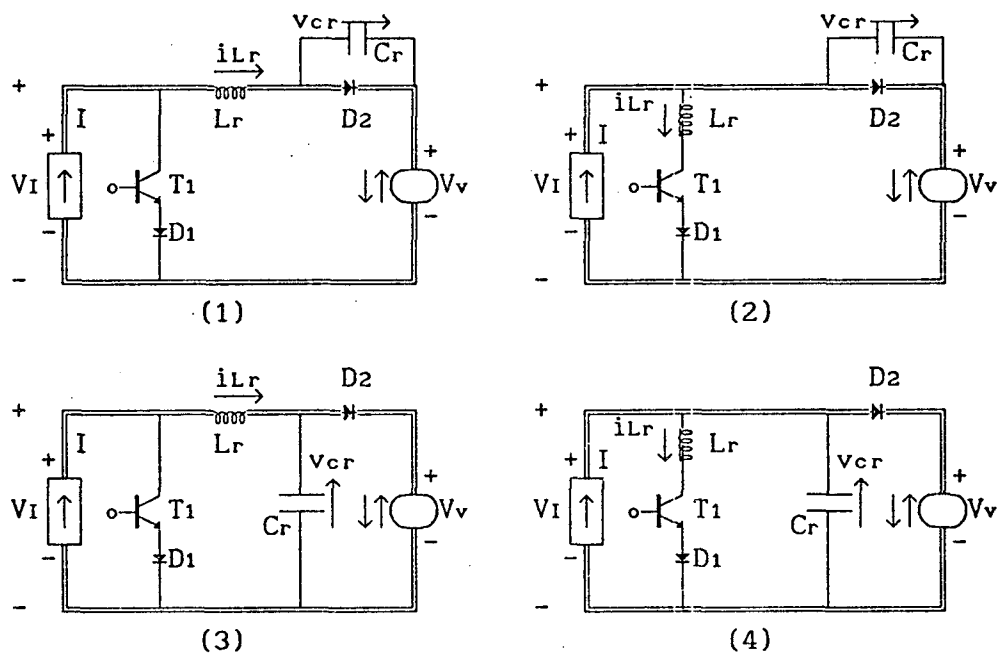 Vcr
Cr
iLr
+
I
Lr
D2
+
+
VI
T1
Vv
D1
−
−
−
(1)
Vcr
Cr
+
iLr
Lr
D2
I
+
+
VI
T1
Vv
D1
−
−
−
(2)
iLr
D2
+
I
Lr
+
Vcr
+
VI
T1
Cr
Vv
D1
−
−
−
(3)
D2
+
iLr
Lr
I
+
Vcr
+
VI
T1
Cr
Vv
D1
−
−
−
(4)